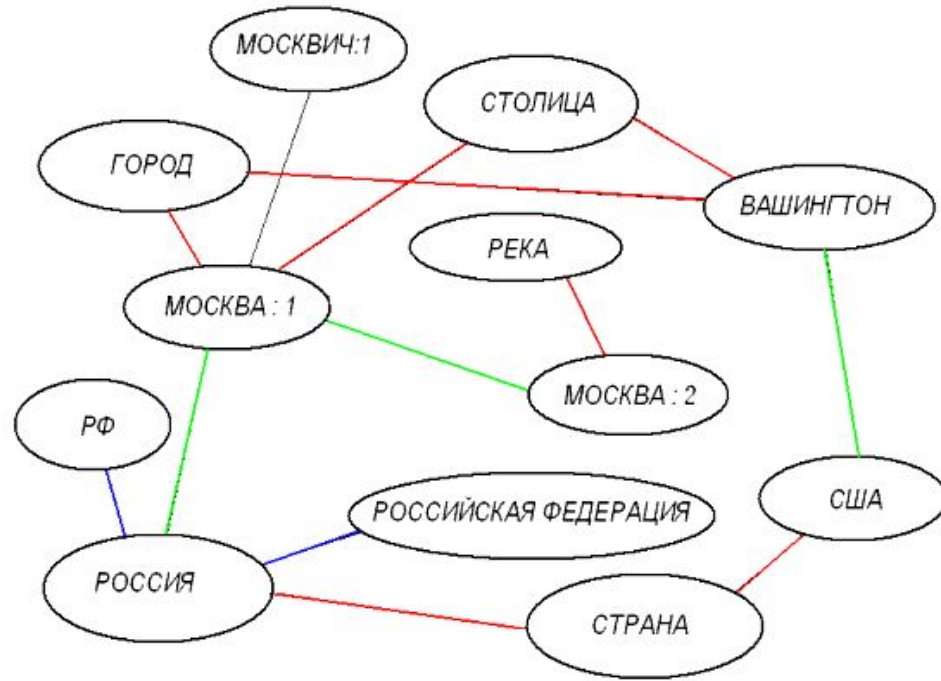 МОСКВИЧ:1
СТОЛИЦА
ГОРОД
ВАШИНГТОН
РЕКА
МОСКВА : 1
МОСКВА : 2
РФ
США
РОССИЙСКАЯ ФЕДЕРАЦИЯ
РОССИЯ
СТРАНА